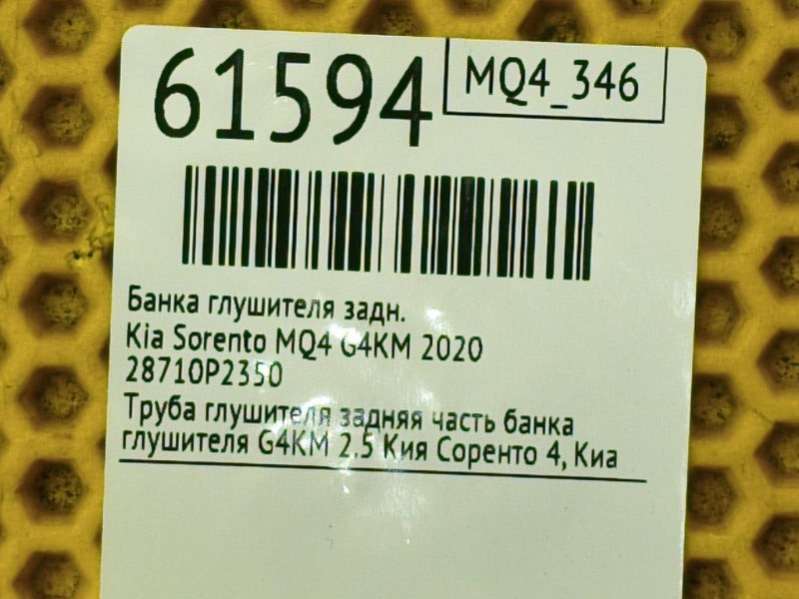 61594
MQ4_346
Банка глушителя задн.
Kia Sorento MQ4 G4KM 2020
28710P2350
Труба глушителя задняя часть банка
глушителя G4KM 2.5 Кия Соренто 4, Киа